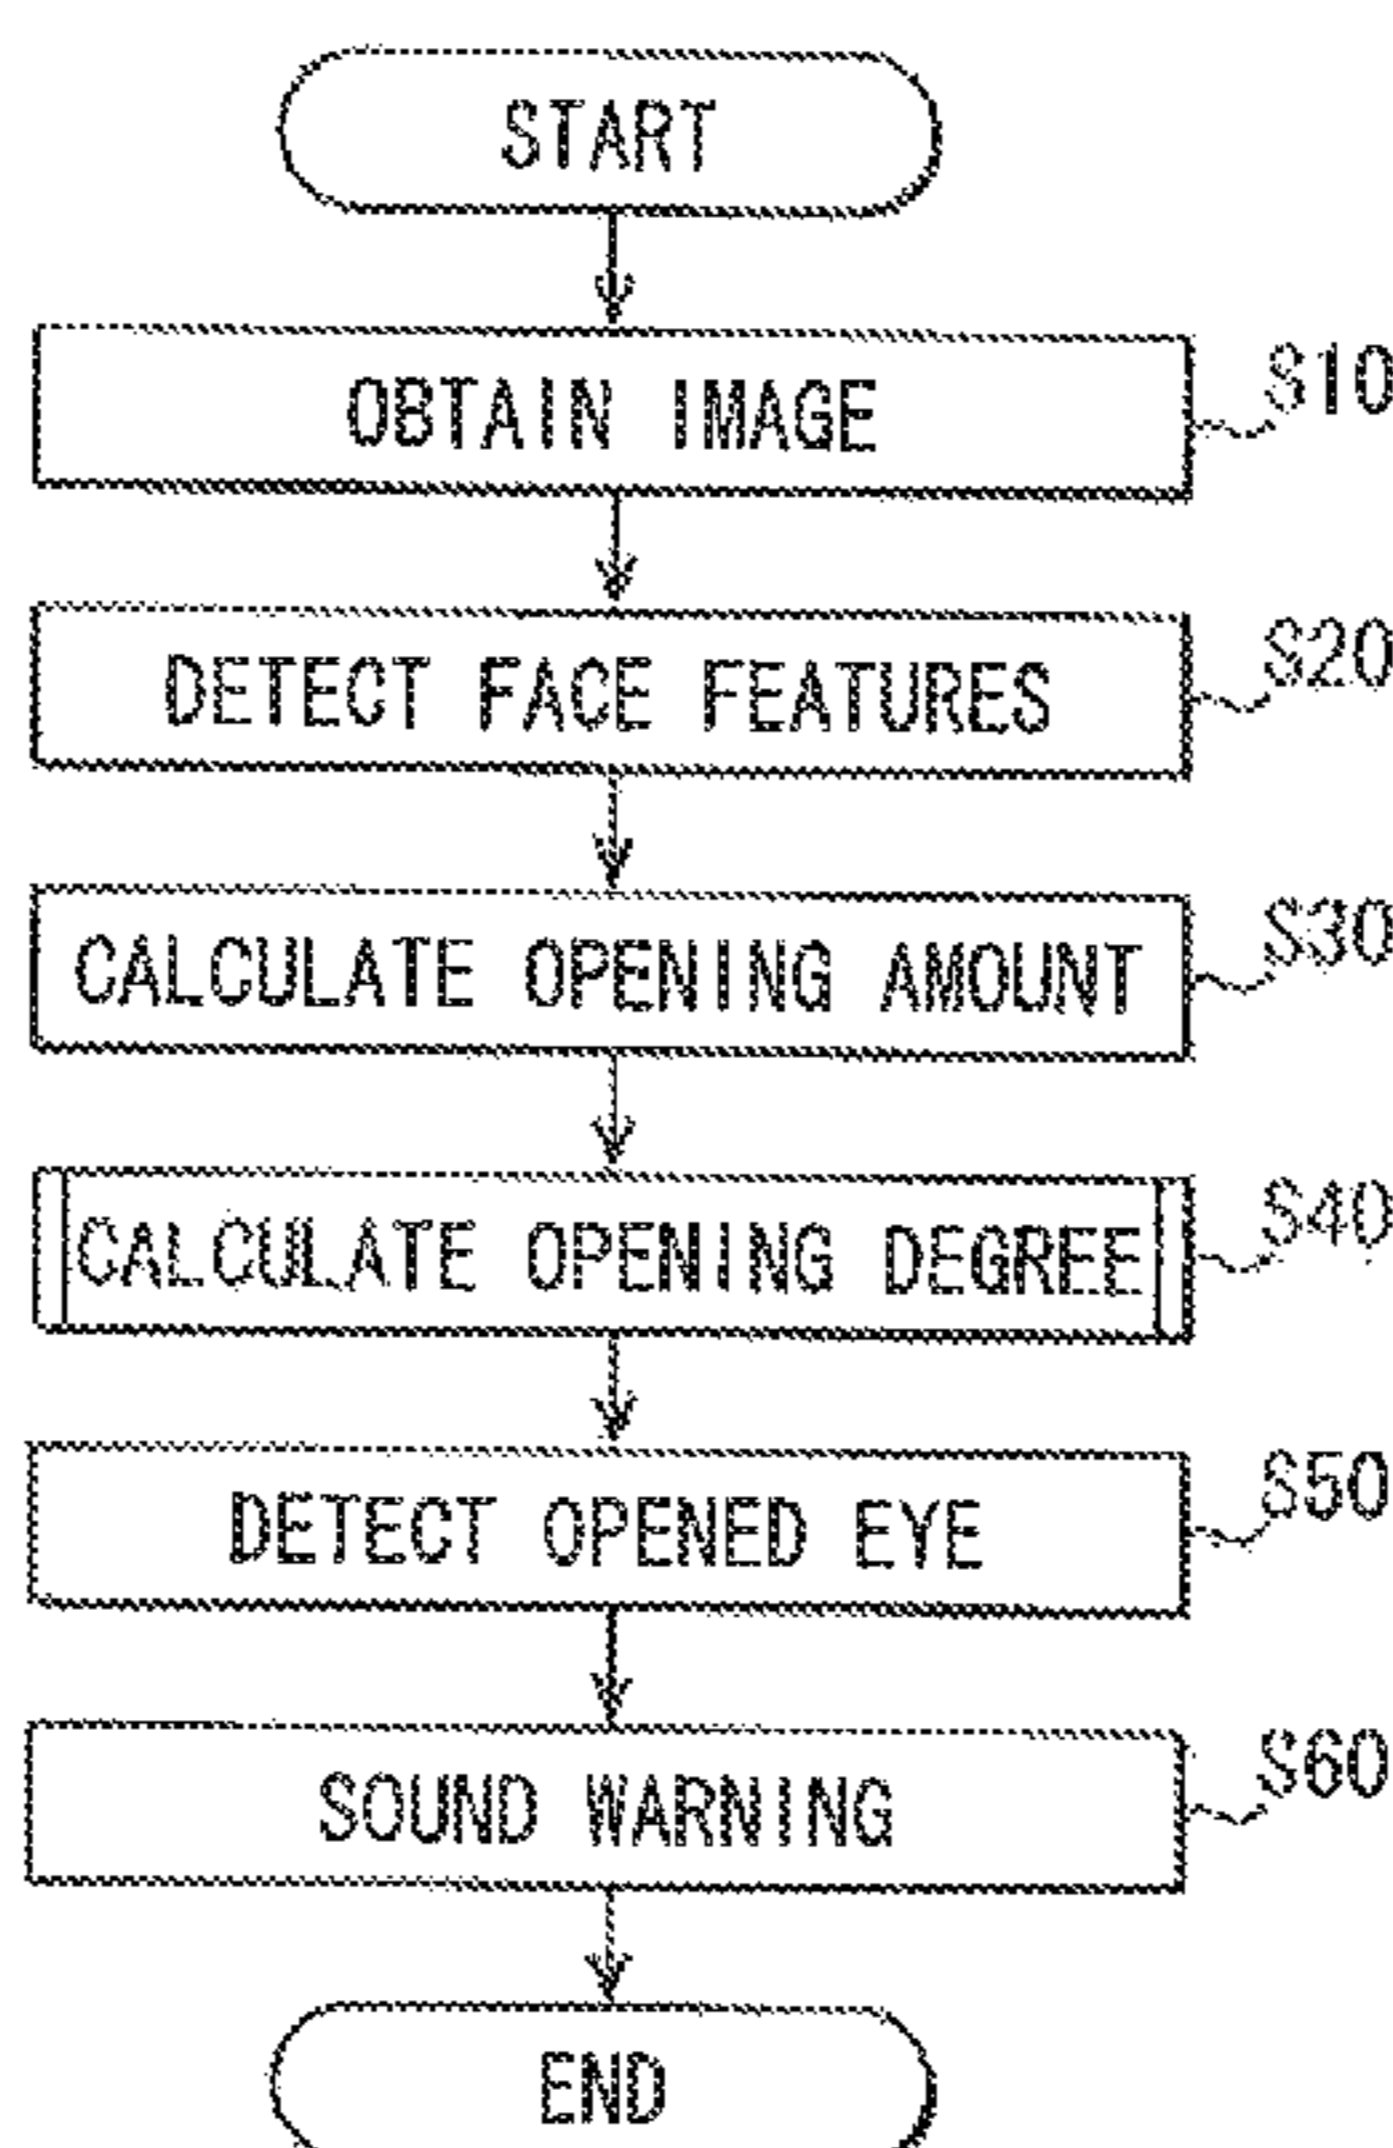 START
OBTAIN IMAGE
S10
DETECT FACE FEATURES
S20
CALCULATE OPENING AMOUNT
S30
CALCULATE OPENING DEGREE
S40
DETECT OPENED EYE
S50
SOUND WARNING
S60
END